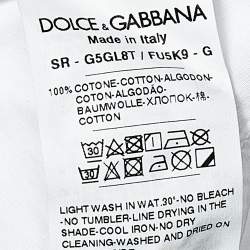 DOLCE & GABBANA
Made in Italy
SR - G5GL8T / FU5K9 - G
100% COTONE-COTTON-ALGODON-
COTON-ALGODÃO-
BAUMWOLLE-ХЛОПОК-棉-
COTTON
30
30
LIGHT WASH IN WAT.30°-NO BLEACH
-NO TUMBLER-LINE DRYING IN THE
SHADE-COOL IRON-NO DRY
CLEANING-WASHED AND DRIED ON